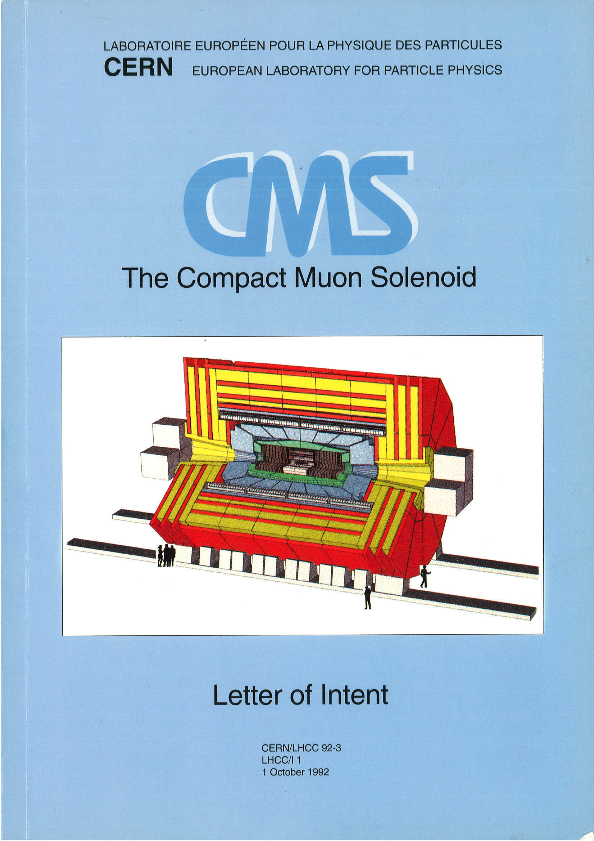 LABORATOIRE EUROPÉEN POUR LA PHYSIQUE DES PARTICULES
CERN EUROPEAN LABORATORY FOR PARTICLE PHYSICS
CMS
The Compact Muon Solenoid
Letter of Intent
CERN/LHCC 92-3
LHCC/I 1
1 October 1992